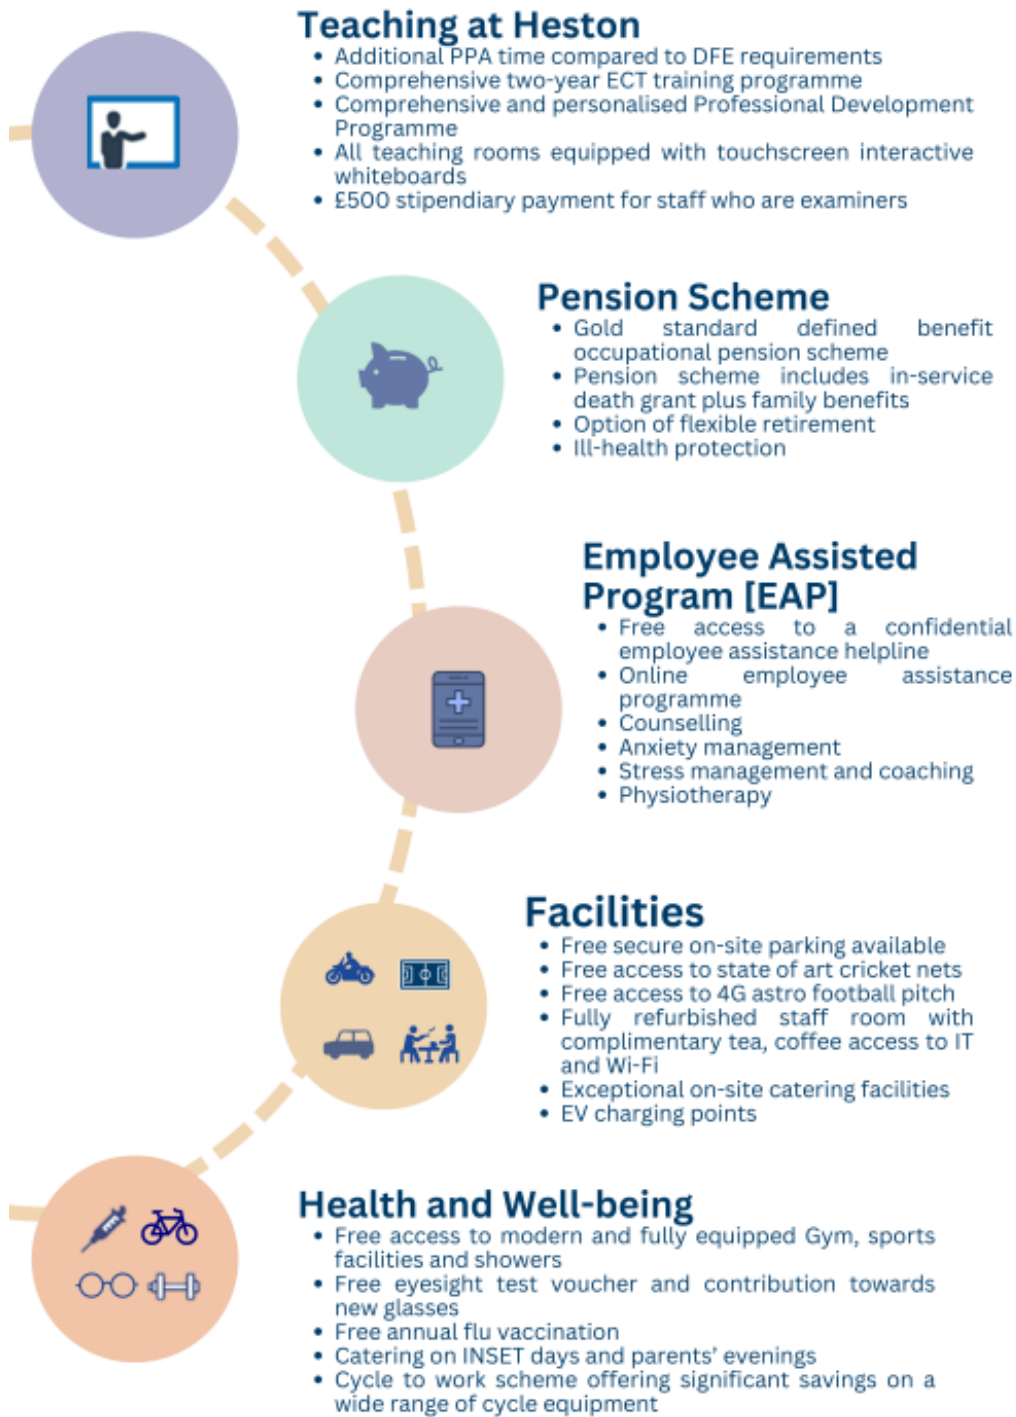 Teaching at Heston
• Additional PPA time compared to DFE requirements
• Comprehensive two-year ECT training programme
• Comprehensive and personalised Professional Development
Programme
• All teaching rooms equipped with touchscreen interactive
whiteboards
• £500 stipendiary payment for staff who are examiners
Pension Scheme
• Gold standard defined benefit
occupational pension scheme
• Pension scheme includes in-service
death grant plus family benefits
• Option of flexible retirement
• Ill-health protection
Employee Assisted
Program [EAP]
• Free access to a confidential
employee assistance helpline
• Online employee assistance
programme
• Counselling
• Anxiety management
• Stress management and coaching
• Physiotherapy
Facilities
• Free secure on-site parking available
• Free access to state of art cricket nets
• Free access to 4G astro football pitch
• Fully refurbished staff room with
complimentary tea, coffee access to IT
and Wi-Fi
• Exceptional on-site catering facilities
• EV charging points
Health and Well-being
• Free access to modern and fully equipped Gym, sports
facilities and showers
• Free eyesight test voucher and contribution towards
new glasses
• Free annual flu vaccination
• Catering on INSET days and parents’ evenings
• Cycle to work scheme offering significant savings on a
wide range of cycle equipment